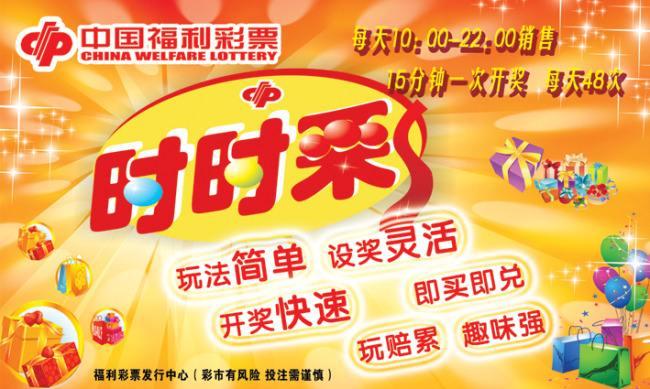 中国福利彩票
CHINA WELFARE LOTTERY
每天10:00-22:00销售
15分钟一次开奖 每天48次
时时彩
玩法简单 设奖灵活
开奖快速 即买即兑
玩赔累 趣味强
福利彩票发行中心（彩市有风险 投注需谨慎）